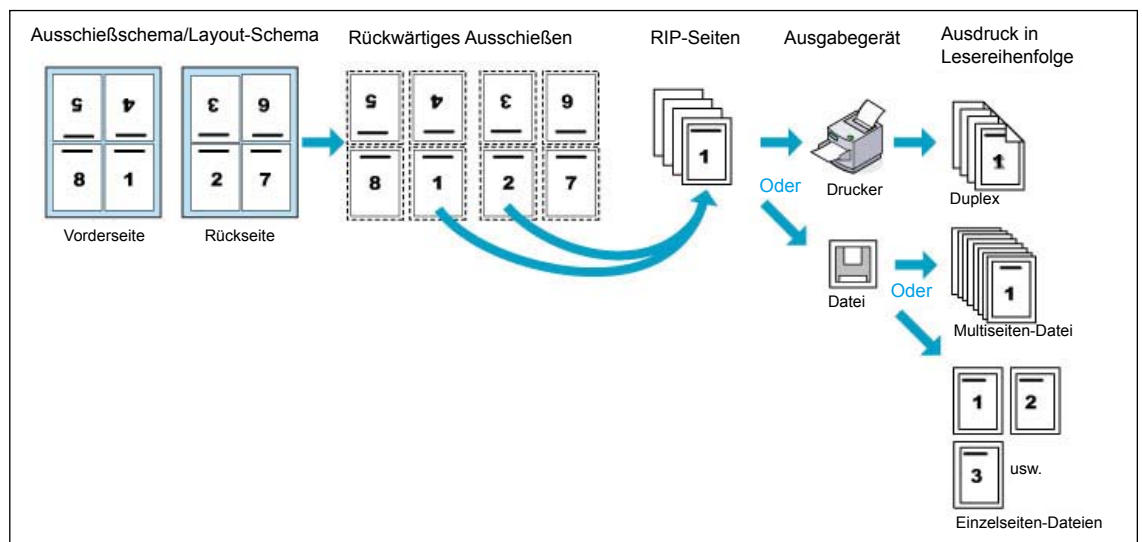 Ausschießschema/Layout-Schema
Rückwärtiges Ausschießen
RIP-Seiten
Ausgabegerät
Ausdruck in
Lesereihenfolge
5 4
8 1
Vorderseite
3 6
2 7
Rückseite
5 4 3 6
8 1 2 7
1
Oder
Drucker
1
Duplex
Datei
Oder
1
Multiseiten-Datei
1 2
3 usw.
Einzelseiten-Dateien